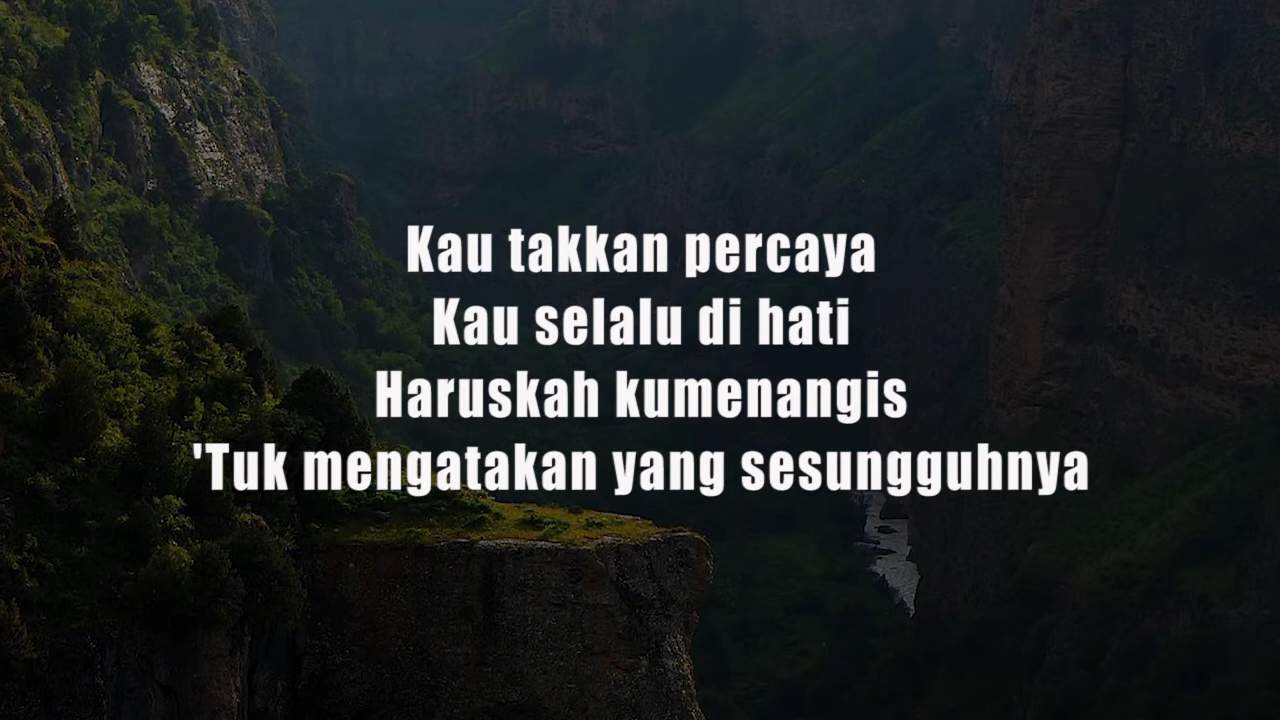 Kau takkan percaya
Kau selalu di hati
Haruskah kumenangis
'Tuk mengatakan yang sesungguhnya